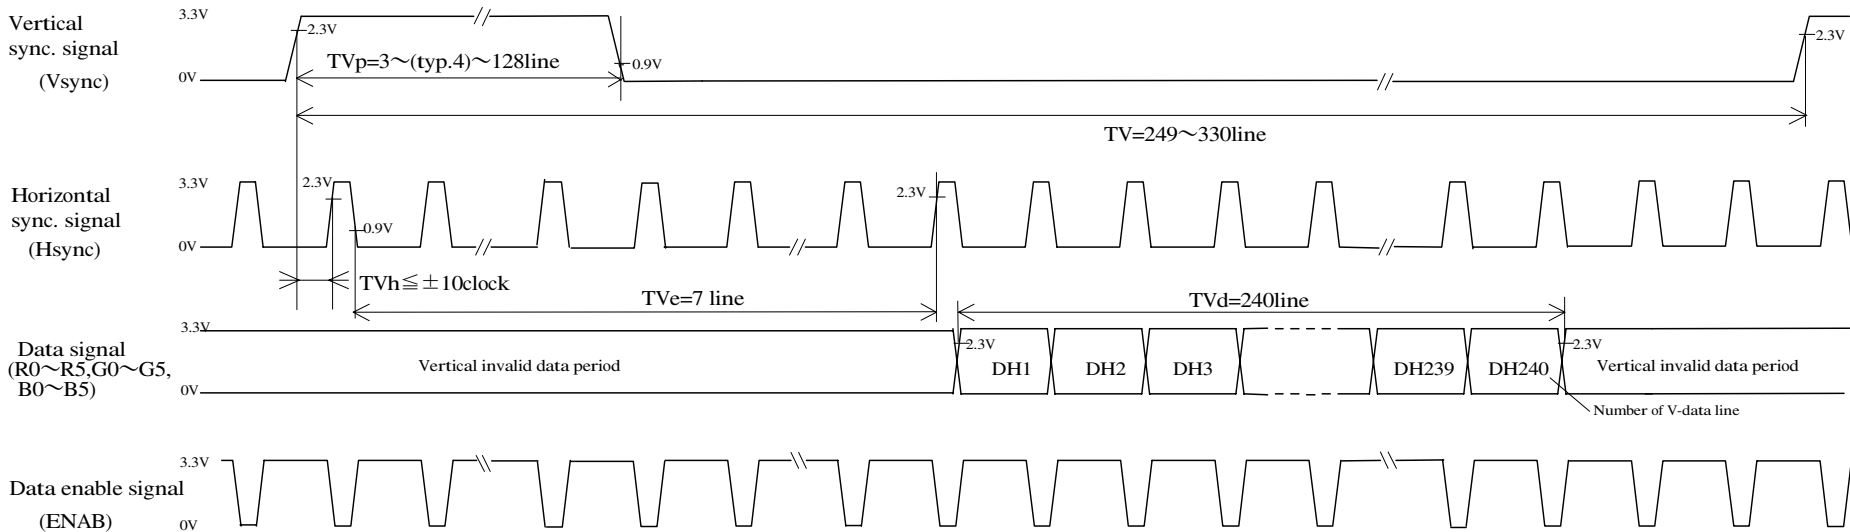 Vertical
sync. signal
(Vsync)
3.3V
0V
2.3V
TVp=3〜(typ.4)〜128line
0.9V
2.3V
TV=249〜330line
Horizontal
sync. signal
(Hsync)
3.3V
0V
2.3V
0.9V
2.3V
TVh≦±10clock
TVe=7 line
TVd=240line
Data signal
(R0〜R5,G0〜G5,
B0〜B5)
3.3V
0V
Vertical invalid data period
2.3V
DH1
DH2
DH3
DH239
DH240
2.3V
Vertical invalid data period
Number of V-data line
Data enable signal
(ENAB)
3.3V
0V